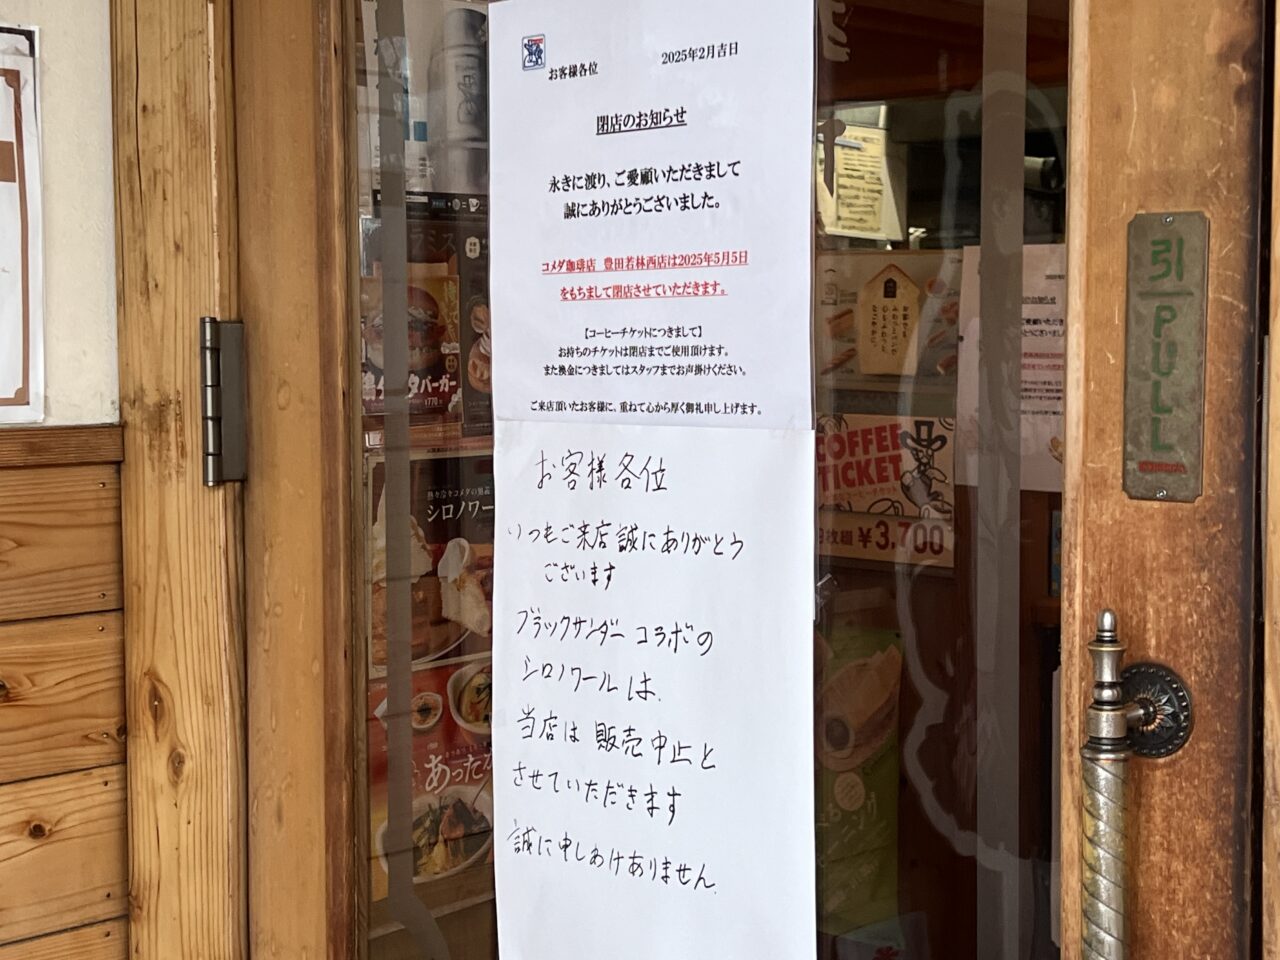 お客様各位
2025年2月吉日
閉店のお知らせ
永きに渡り、ご愛顧いただきまして
誠にありがとうございました。
コメダ珈琲店 豊田若林西店は2025年5月5日
をもちまして閉店させていただきます。
【コーヒーチケットにつきまして】
お持ちのチケットは閉店までご使用頂けます。
また換金につきましてはスタッフまでお声掛けください。
ご来店頂いたお客様に、重ねて心から厚く御礼申し上げます。
お客様各位
いつもご来店誠にありがとう
ございます
ブラックサンダー コラボの
シロノワールは、
当店は販売中止と
させていただきます
誠に申しわけありません。
引
PULL
COFFEE
TICKET
枚組 ¥3,700
バーガー
¥770
シロノワー
あったか